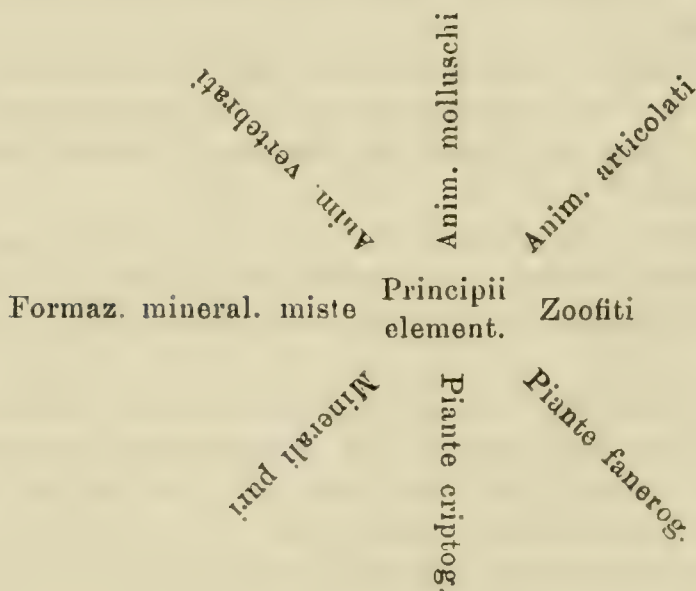 Anim. vertebrati
Anim. molluschi
Anim. articolati
Formaz. mineral. miste
Principii
element.
Zoofiti
Minerali puri
Piante criptog.
Piante fanerog.